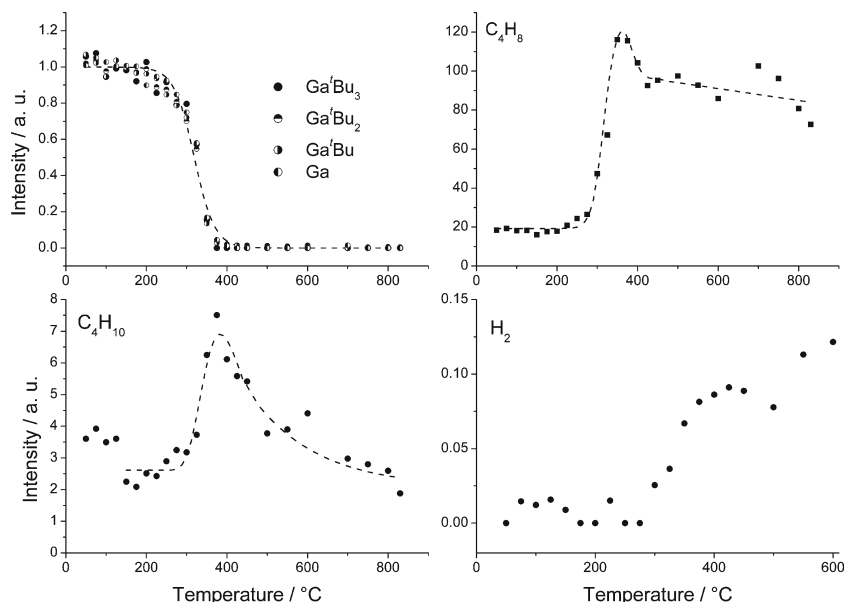 Intensity / a. u.
1.2
1.0
0.8
0.6
0.4
0.2
0.0
0 200 400 600 800
GaᵗBu₃
GaᵗBu₂
GaᵗBu
Ga
C₄H₈
120
100
80
60
40
20
0
0 200 400 600 800
Intensity / a. u.
C₄H₁₀
8
7
6
5
4
3
2
1
0
0 200 400 600 800
Temperature / °C
H₂
0.15
0.10
0.05
0.00
0 200 400 600
Temperature / °C